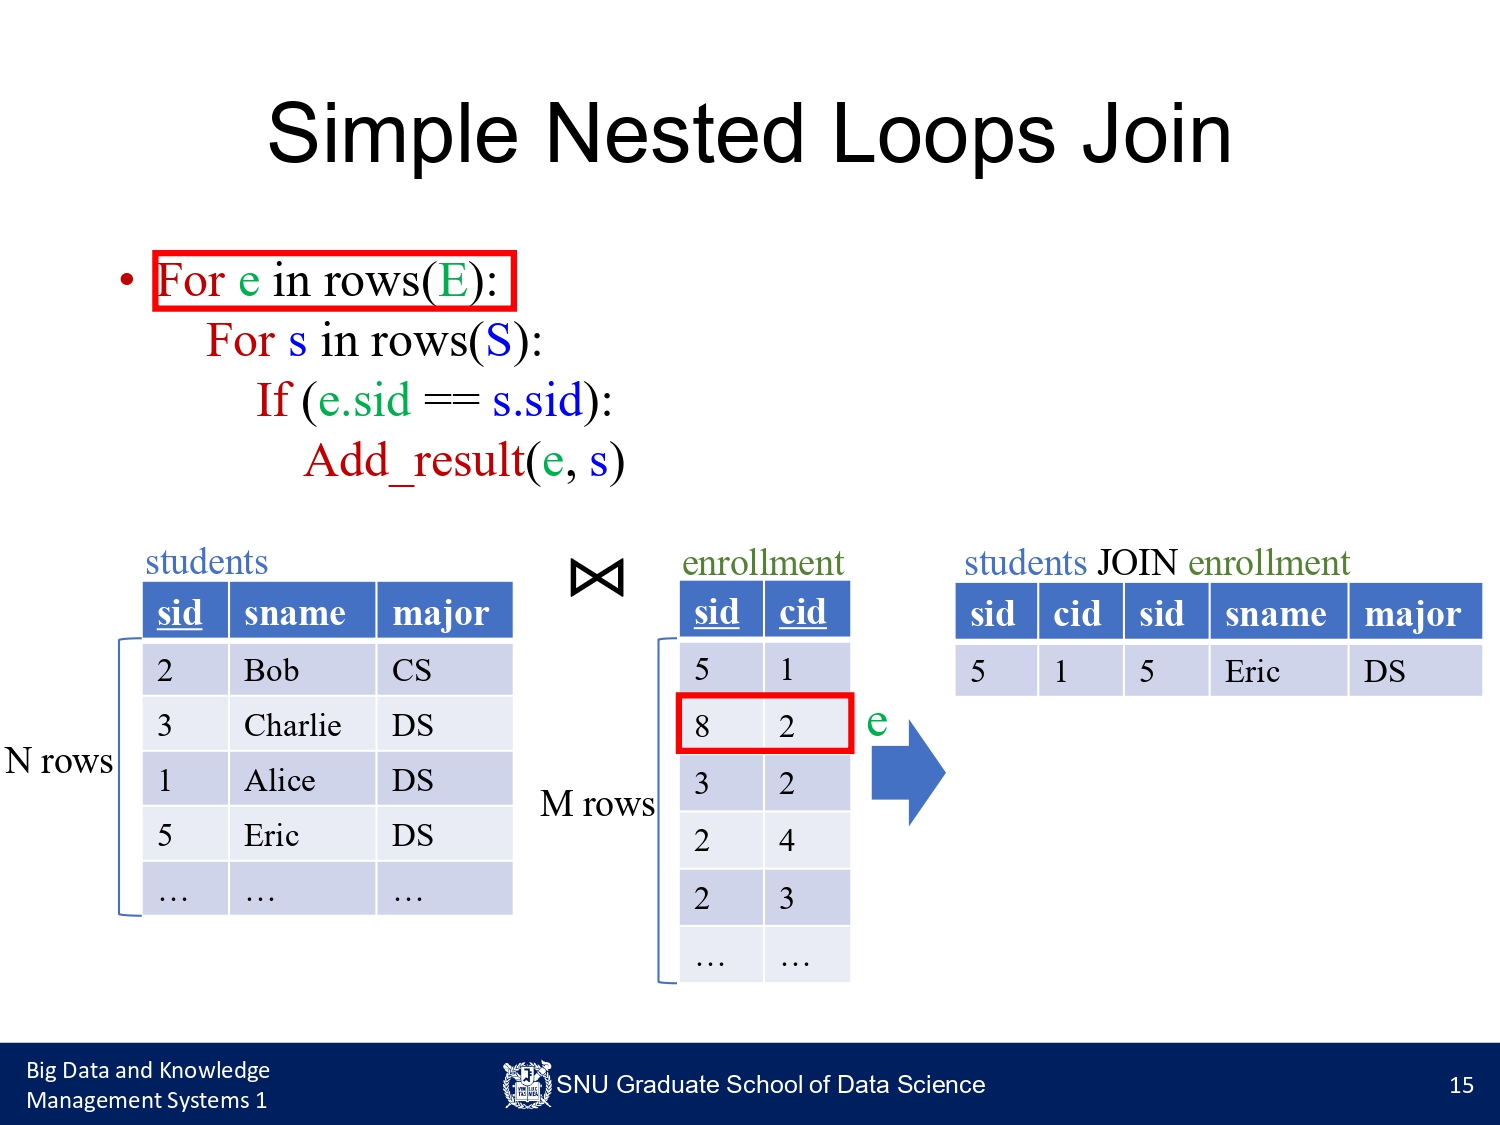 Simple Nested Loops Join
• For e in rows(E):
For s in rows(S):
If (e.sid == s.sid):
Add_result(e, s)
students
⋈
enrollment
students JOIN enrollment
sid sname major
2 Bob CS
3 Charlie DS
1 Alice DS
5 Eric DS
… … …
N rows
sid cid
5 1
8 2
3 2
2 4
2 3
… …
M rows
e
sid cid sid sname major
5 1 5 Eric DS
Big Data and Knowledge
Management Systems 1
SNU Graduate School of Data Science
15